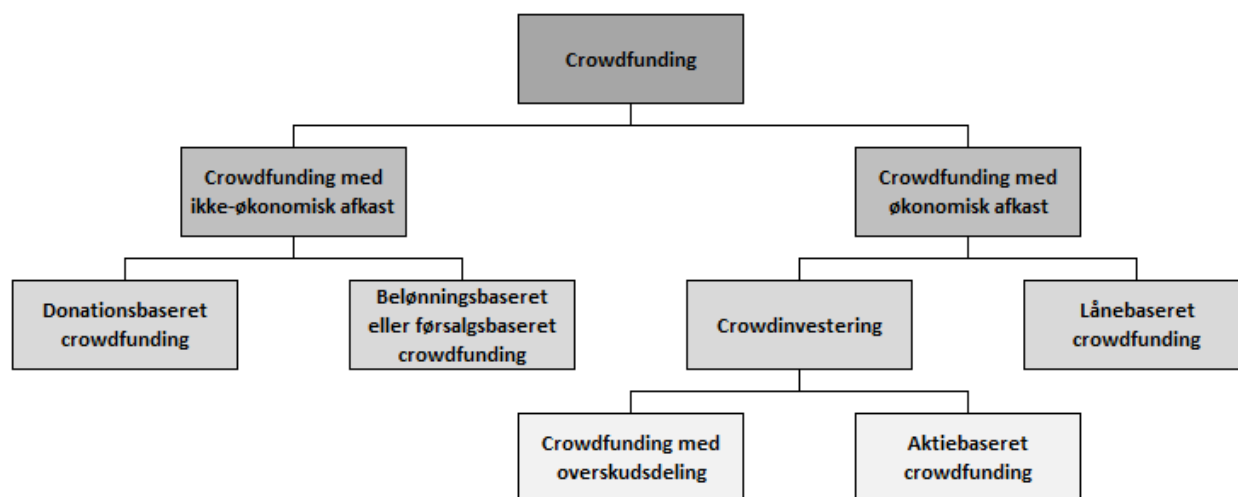 Crowdfunding
Crowdfunding med
ikke-økonomisk afkast
Crowdfunding med
økonomisk afkast
Donationsbaseret
crowdfunding
Belønningsbaseret
eller førsalgsbaseret
crowdfunding
Crowdinvestering
Lånebaseret
crowdfunding
Crowdfunding med
overskudsdeling
Aktiebaseret
crowdfunding